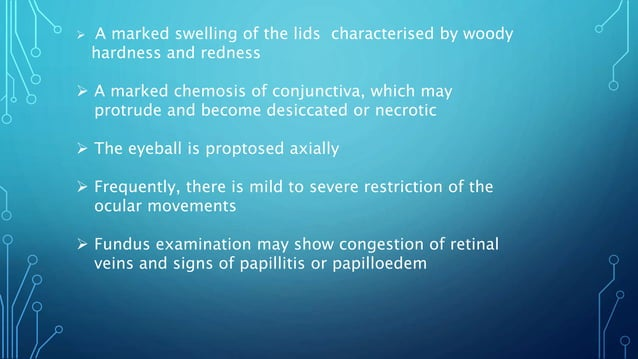 ➢ A marked swelling of the lids characterised by woody
hardness and redness
➢ A marked chemosis of conjunctiva, which may
protrude and become desiccated or necrotic
➢ The eyeball is proptosed axially
➢ Frequently, there is mild to severe restriction of the
ocular movements
➢ Fundus examination may show congestion of retinal
veins and signs of papillitis or papilloedem